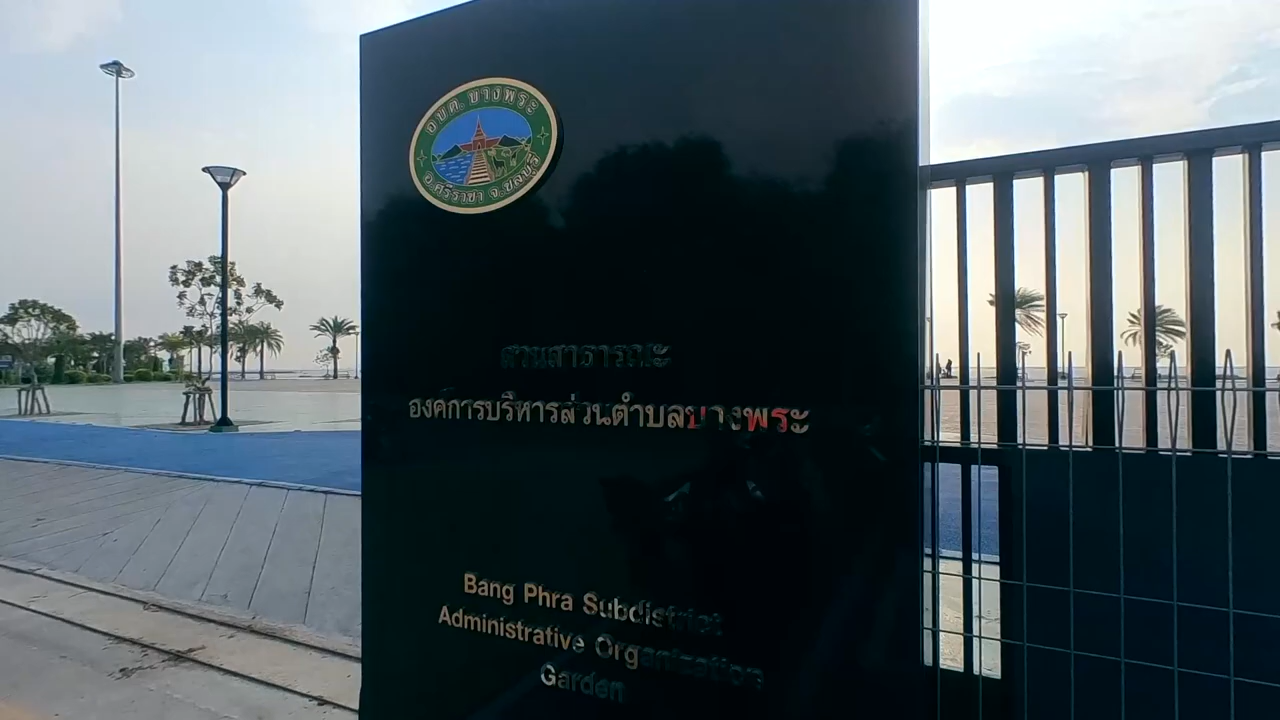 อบต. บางพระ
อ.ศรีราชา จ.ชลบุรี
สวนสาธารณะ
องค์การบริหารส่วนตำบลบางพระ
Bang Phra Subdistrict
Administrative Organization
Garden